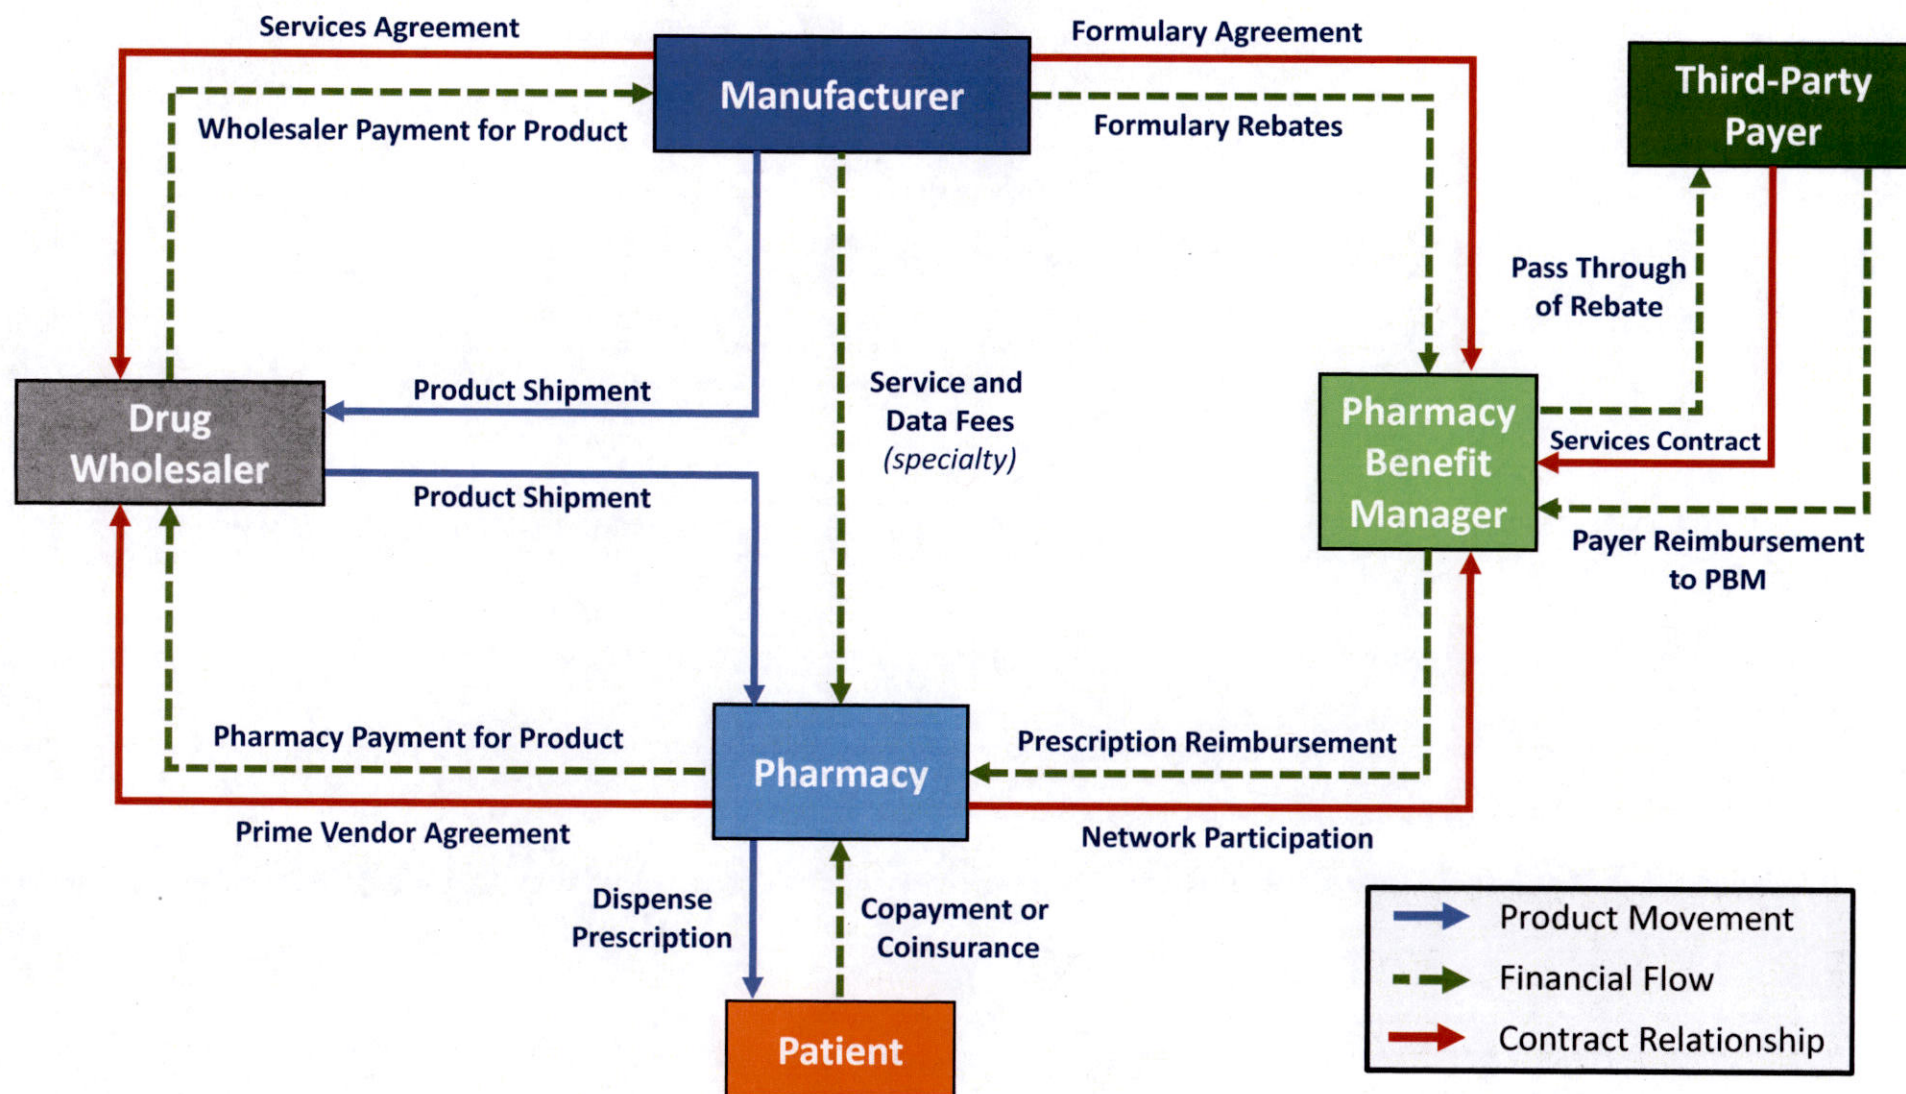 Services Agreement
Manufacturer
Formulary Agreement
Third-Party
Payer
Wholesaler Payment for Product
Formulary Rebates
Pass Through
of Rebate
Drug
Wholesaler
Product Shipment
Product Shipment
Service and
Data Fees
(specialty)
Pharmacy
Benefit
Manager
Services Contract
Payer Reimbursement
to PBM
Pharmacy Payment for Product
Pharmacy
Prescription Reimbursement
Prime Vendor Agreement
Network Participation
Dispense
Prescription
Copayment or
Coinsurance
Patient
Product Movement
Financial Flow
Contract Relationship